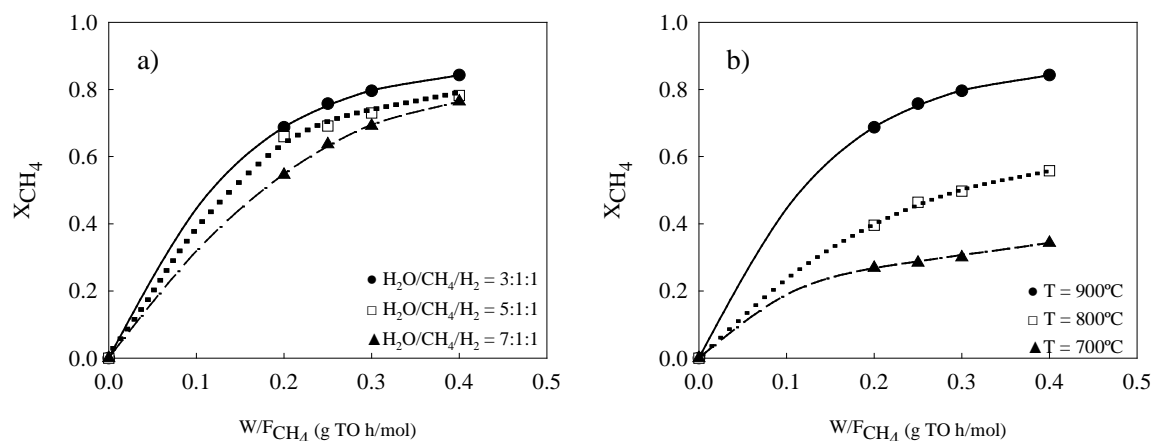 a)
1.0
0.8
0.6
0.4
0.2
0.0
X_CH4
0.0 0.1 0.2 0.3 0.4 0.5
W/F_CH4 (g TO h/mol)
H2O/CH4/H2 = 3:1:1
H2O/CH4/H2 = 5:1:1
H2O/CH4/H2 = 7:1:1
b)
1.0
0.8
0.6
0.4
0.2
0.0
X_CH4
0.0 0.1 0.2 0.3 0.4 0.5
W/F_CH4 (g TO h/mol)
T = 900ºC
T = 800ºC
T = 700ºC